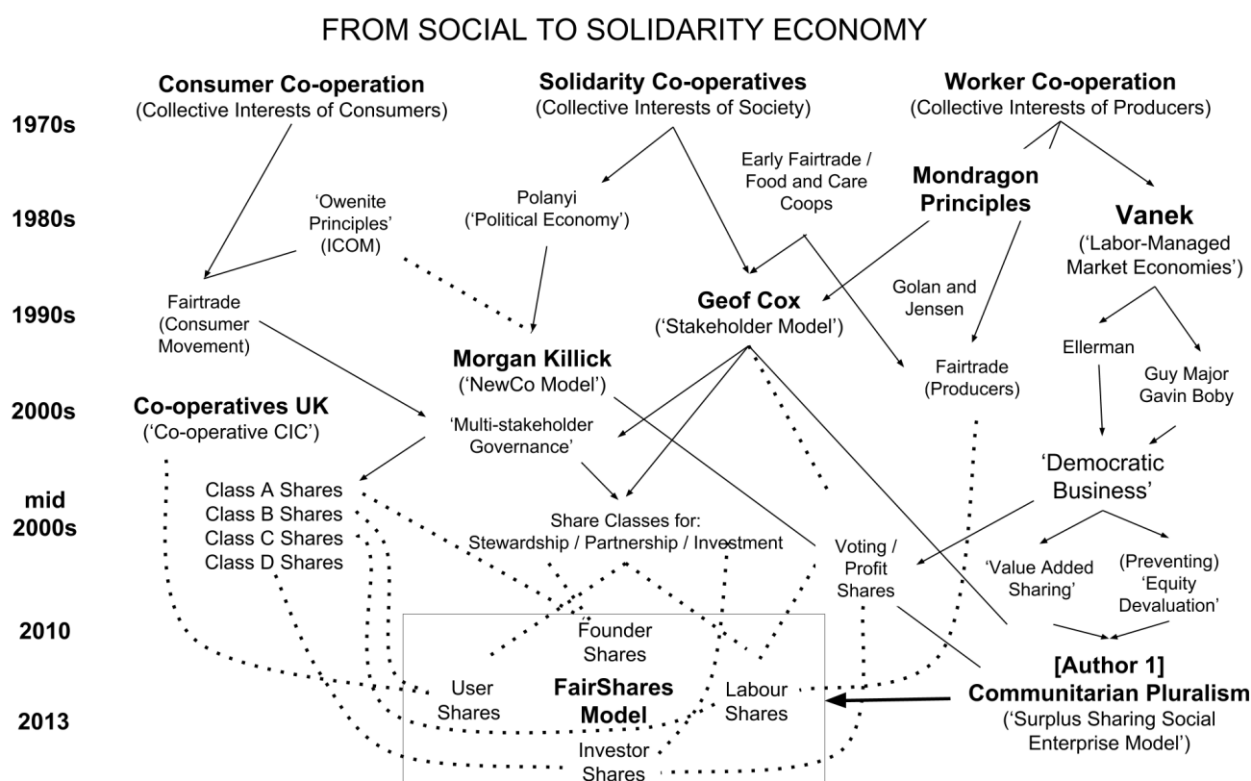 FROM SOCIAL TO SOLIDARITY ECONOMY
Consumer Co-operation
(Collective Interests of Consumers)
Solidarity Co-operatives
(Collective Interests of Society)
Worker Co-operation
(Collective Interests of Producers)
1970s
Early Fairtrade /
Food and Care
Coops
Mondragon
Principles
1980s
‘Owenite
Principles’
(ICOM)
Polanyi
(‘Political Economy’)
Vanek
(‘Labor-Managed
Market Economies’)
1990s
Fairtrade
(Consumer
Movement)
Geof Cox
(‘Stakeholder Model’)
Golan and
Jensen
Morgan Killick
(‘NewCo Model’)
Fairtrade
(Producers)
Ellerman
Guy Major
Gavin Boby
2000s
Co-operatives UK
(‘Co-operative CIC’)
‘Multi-stakeholder
Governance’
‘Democratic
Business’
mid
2000s
Class A Shares
Class B Shares
Class C Shares
Class D Shares
Share Classes for:
Stewardship / Partnership / Investment
Voting /
Profit
Shares
‘Value Added
Sharing’
(Preventing)
‘Equity
Devaluation’
2010
Founder
Shares
User
Shares
FairShares
Model
Labour
Shares
Investor
Shares
[Author 1]
Communitarian Pluralism
(‘Surplus Sharing Social
Enterprise Model’)
2013